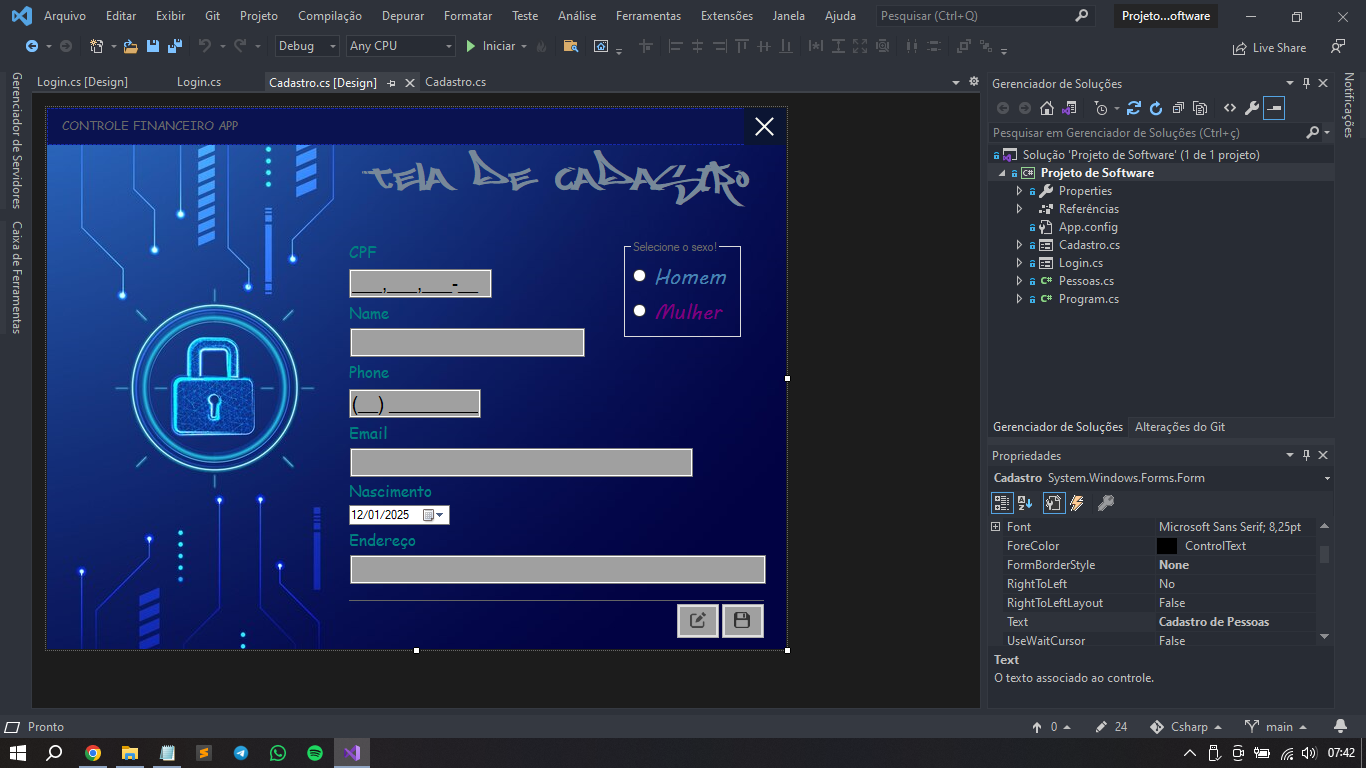 Arquivo Editar Exibir Git Projeto Compilação Depurar Formatar Teste Análise Ferramentas Extensões Janela Ajuda Pesquisar (Ctrl+Q) Projeto...oftware
Debug Any CPU Iniciar Live Share
Gerenciador de Servidores
Caixa de Ferramentas
Login.cs [Design] Login.cs Cadastro.cs [Design] Cadastro.cs
CONTROLE FINANCEIRO APP
TELA DE CADASTRO
CPF
___,___,___-__
Selecione o sexo!
Homem
Mulher
Name
Phone
(__) _________
Email
Nascimento
12/01/2025
Endereço
Gerenciador de Soluções
Pesquisar em Gerenciador de Soluções (Ctrl+ç)
Solução 'Projeto de Software' (1 de 1 projeto)
C# Projeto de Software
Properties
Referências
App.config
Cadastro.cs
Login.cs
C# Pessoas.cs
C# Program.cs
Gerenciador de Soluções Alterações do Git
Propriedades
Cadastro System.Windows.Forms.Form
Font Microsoft Sans Serif; 8,25pt
ForeColor ControlText
FormBorderStyle None
RightToLeft No
RightToLeftLayout False
Text Cadastro de Pessoas
UseWaitCursor False
Text
O texto associado ao controle.
Notificações
Pronto 0 24 Csharp main
07:42